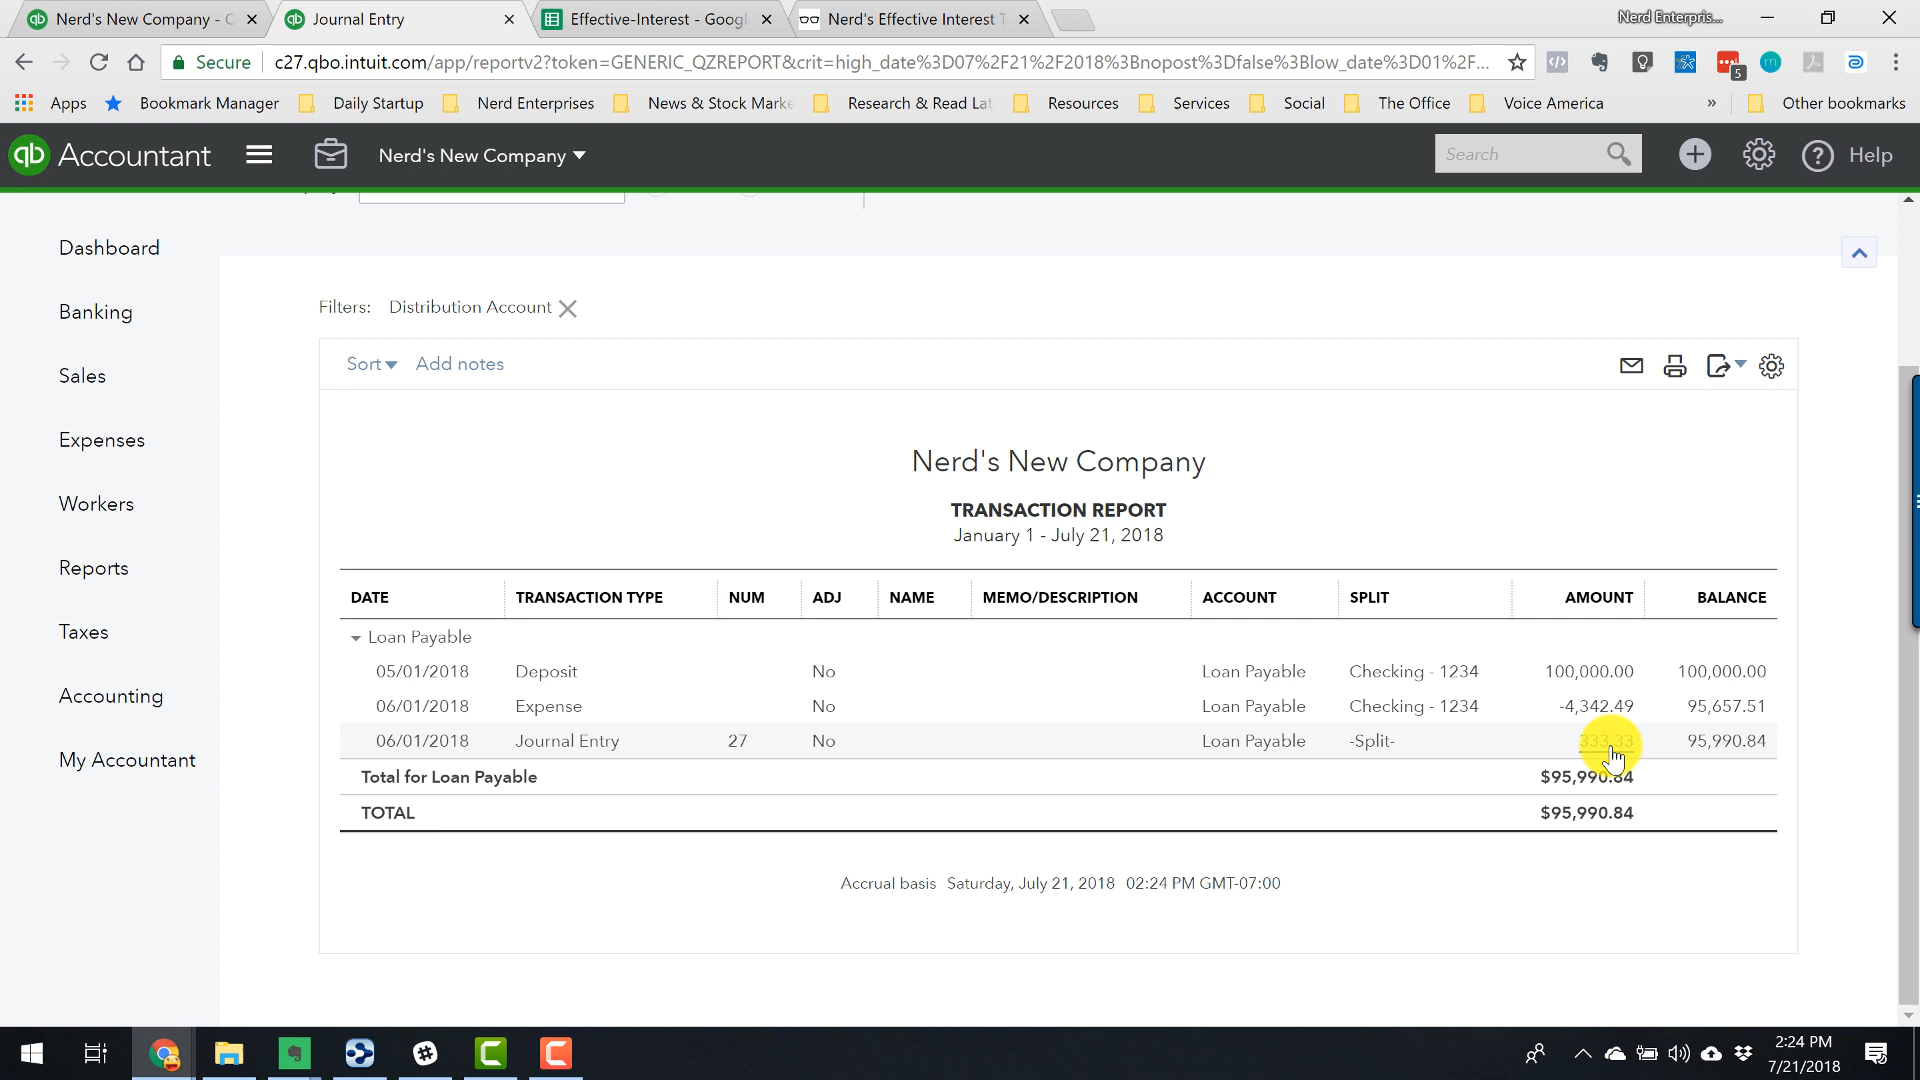 Nerd's New Company - C
Journal Entry
Effective-Interest - Googl
Nerd's Effective Interest T
Nerd Enterpris...
Secure
c27.qbo.intuit.com/app/reportv2?token=GENERIC_QZREPORT&crit=high_date%3D07%2F21%2F2018%3Bnopost%3Dfalse%3Blow_date%3D01%2F...
5
Apps
Bookmark Manager
Daily Startup
Nerd Enterprises
News & Stock Marke
Research & Read Lat
Resources
Services
Social
The Office
Voice America
»
Other bookmarks
qb Accountant
Nerd's New Company
Search
Help
Dashboard
Banking
Sales
Expenses
Workers
Reports
Taxes
Accounting
My Accountant
Filters: Distribution Account
Sort Add notes
Nerd's New Company
TRANSACTION REPORT
January 1 - July 21, 2018
DATE TRANSACTION TYPE NUM ADJ NAME MEMO/DESCRIPTION ACCOUNT SPLIT AMOUNT BALANCE
Loan Payable
05/01/2018 Deposit No Loan Payable Checking - 1234 100,000.00 100,000.00
06/01/2018 Expense No Loan Payable Checking - 1234 -4,342.49 95,657.51
06/01/2018 Journal Entry 27 No Loan Payable -Split- 333.33 95,990.84
Total for Loan Payable $95,990.84
TOTAL $95,990.84
Accrual basis Saturday, July 21, 2018 02:24 PM GMT-07:00
2:24 PM
7/21/2018